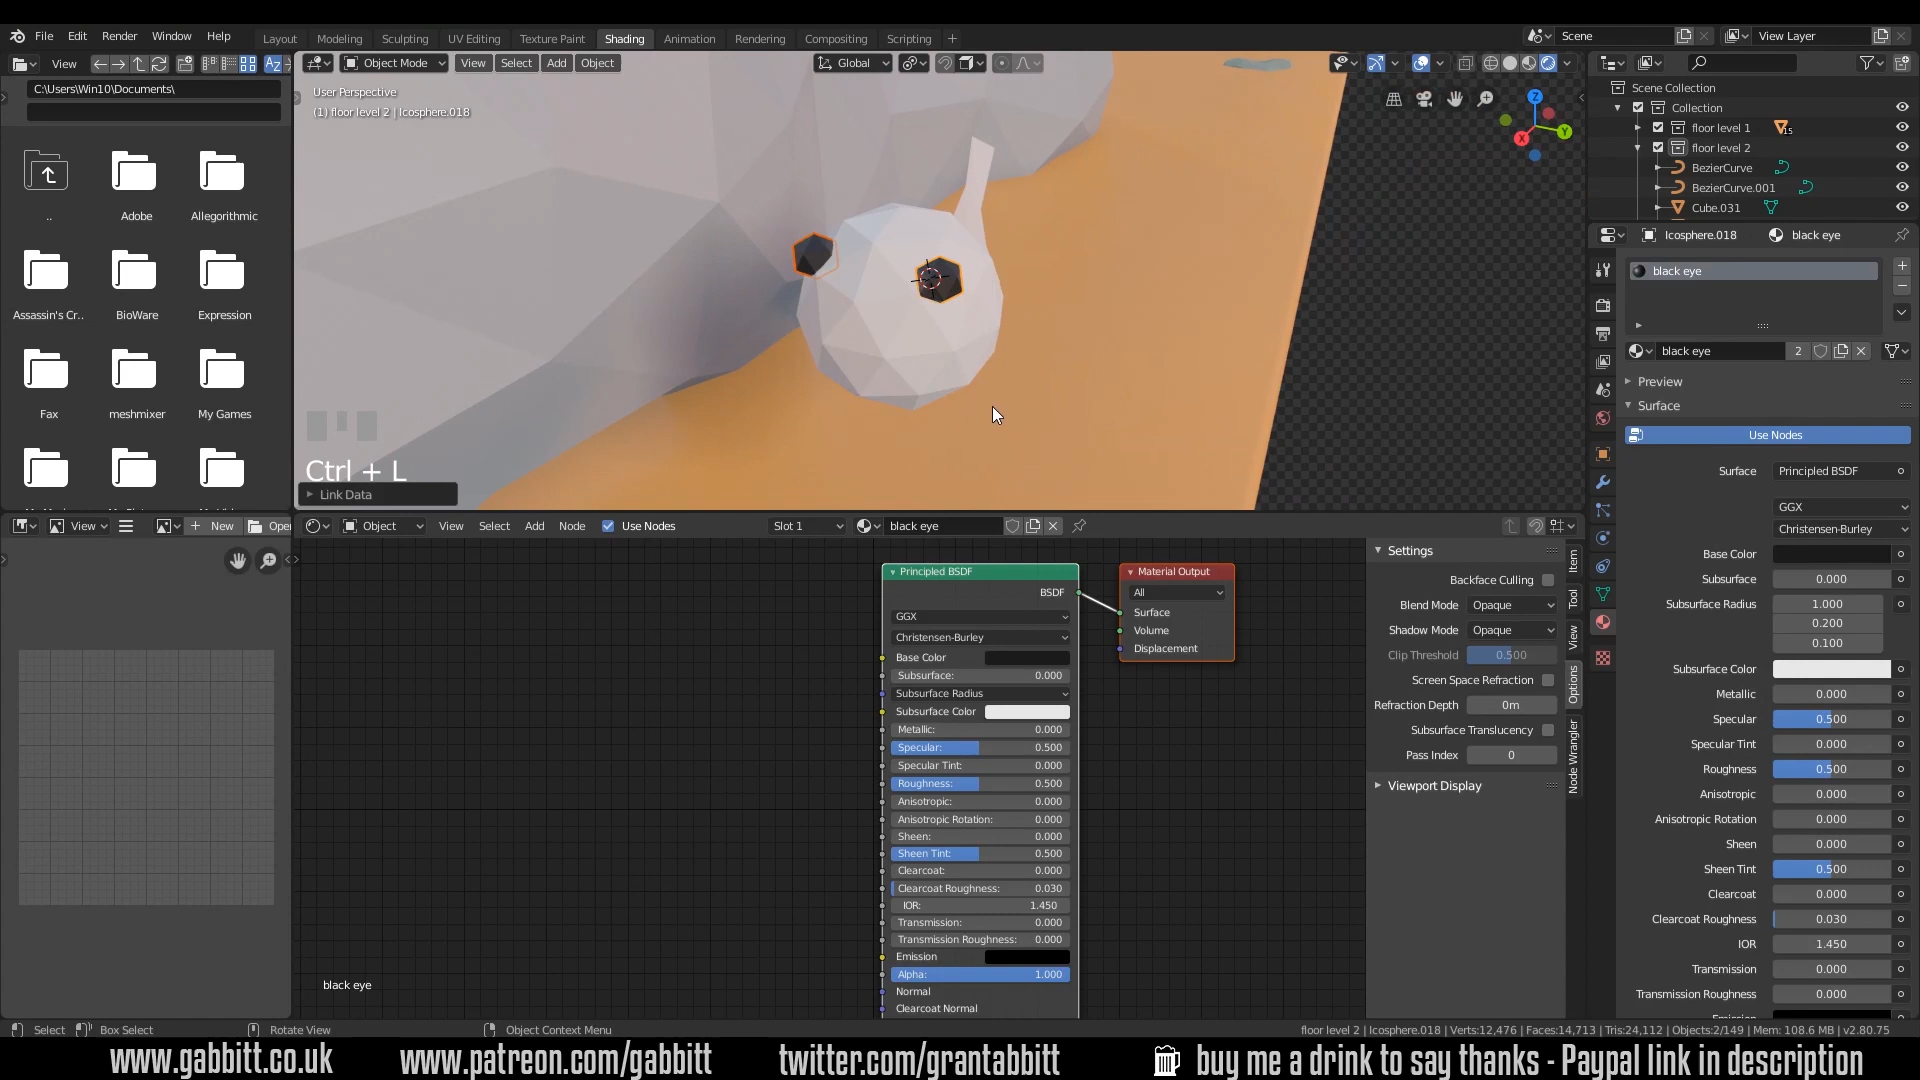 File Edit Render Window Help
Layout Modeling Sculpting UV Editing Texture Paint Shading Animation Rendering Compositing Scripting
Scene View Layer
View
C:\Users\Win10\Documents\
.. Adobe Allegorithmic
Assassin's Cr.. BioWare Expression
Fax meshmixer My Games
Object Mode View Select Add Object Global
User Perspective
(1) floor level 2 | Icosphere.018
Ctrl + L
Link Data
Scene Collection
Collection
floor level 1 15
floor level 2
BezierCurve
BezierCurve.001
Cube.031
Icosphere.018 black eye
black eye
black eye 2
Preview
Surface
Use Nodes
Surface Principled BSDF
GGX
Christensen-Burley
Base Color
Subsurface 0.000
Subsurface Radius 1.000
0.200
0.100
Subsurface Color
Metallic 0.000
Specular 0.500
Specular Tint 0.000
Roughness 0.500
Anisotropic 0.000
Anisotropic Rotation 0.000
Sheen 0.000
Sheen Tint 0.500
Clearcoat 0.000
Clearcoat Roughness 0.030
IOR 1.450
Transmission 0.000
Transmission Roughness 0.000
View New Open
Object View Select Add Node Use Nodes Slot 1 black eye
Principled BSDF
BSDF
GGX
Christensen-Burley
Base Color
Subsurface: 0.000
Subsurface Radius
Subsurface Color
Metallic: 0.000
Specular: 0.500
Specular Tint: 0.000
Roughness: 0.500
Anisotropic: 0.000
Anisotropic Rotation: 0.000
Sheen: 0.000
Sheen Tint: 0.500
Clearcoat: 0.000
Clearcoat Roughness: 0.030
IOR: 1.450
Transmission: 0.000
Transmission Roughness: 0.000
Emission
Alpha: 1.000
Normal
Clearcoat Normal
Material Output
All
Surface
Volume
Displacement
Settings
Backface Culling
Blend Mode Opaque
Shadow Mode Opaque
Clip Threshold 0.500
Screen Space Refraction
Refraction Depth 0m
Subsurface Translucency
Pass Index 0
Viewport Display
Item
Tool
View
Options
Node Wrangler
black eye
Select Box Select Rotate View Object Context Menu
floor level 2 | Icosphere.018 | Verts:12,476 | Faces:14,713 | Tris:24,112 | Objects:2/149 | Mem: 108.6 MB | v2.80.75
www.gabbitt.co.uk www.patreon.com/gabbitt twitter.com/grantabbitt buy me a drink to say thanks - Paypal link in description